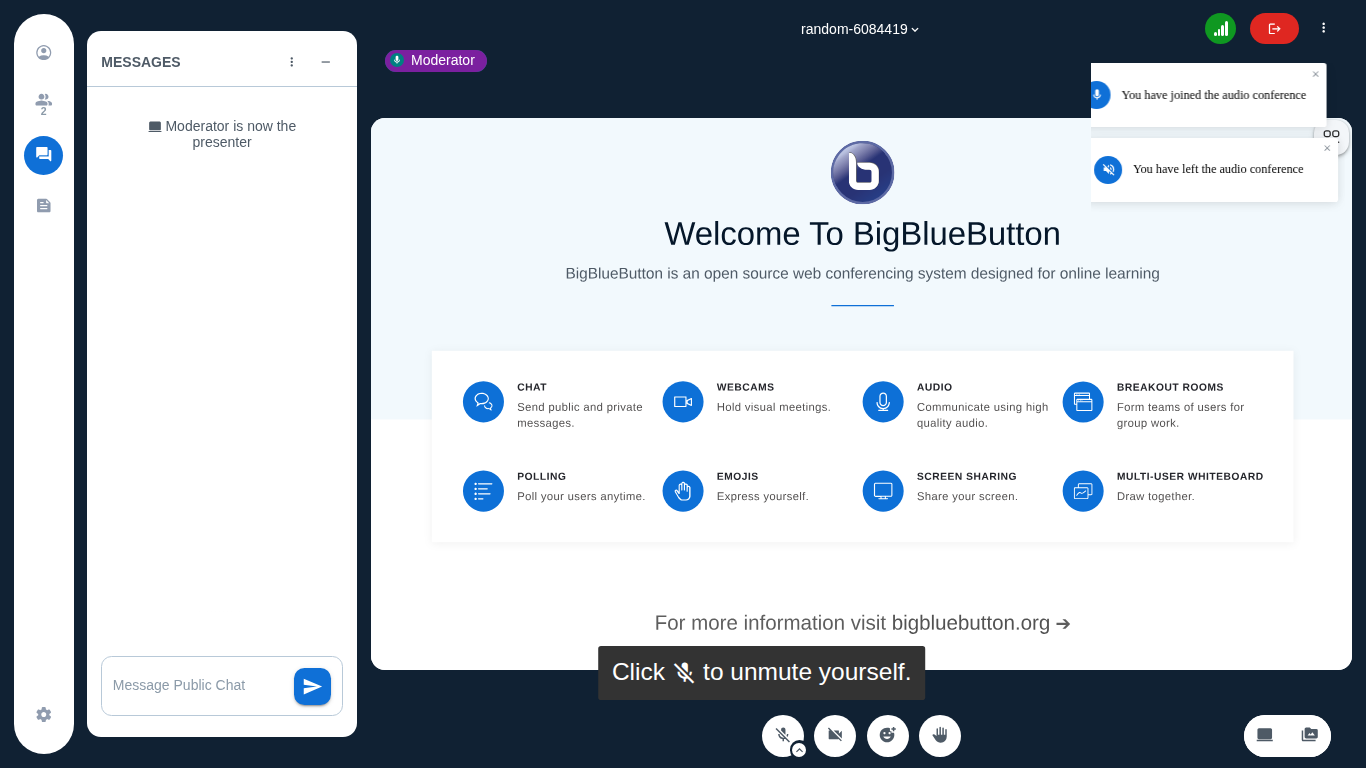 random-6084419
MESSAGES
Moderator
2
Moderator is now the
presenter
You have joined the audio conference
You have left the audio conference
Welcome To BigBlueButton
BigBlueButton is an open source web conferencing system designed for online learning
CHAT
Send public and private
messages.
WEBCAMS
Hold visual meetings.
AUDIO
Communicate using high
quality audio.
BREAKOUT ROOMS
Form teams of users for
group work.
POLLING
Poll your users anytime.
EMOJIS
Express yourself.
SCREEN SHARING
Share your screen.
MULTI-USER WHITEBOARD
Draw together.
For more information visit bigbluebutton.org →
Click to unmute yourself.
Message Public Chat